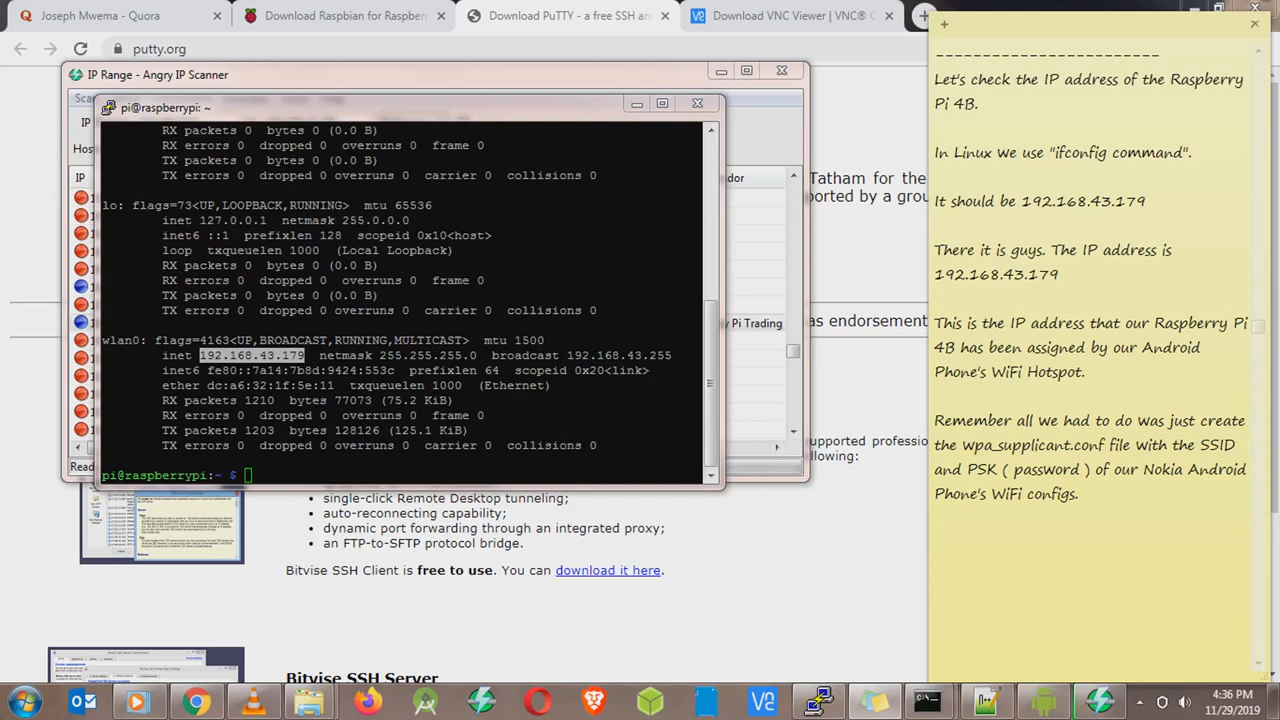 Joseph Mwema - Quora
Download Raspbian for Raspberr
Download PuTTY - a free SSH an
Download VNC Viewer | VNC®
putty.org
IP Range - Angry IP Scanner
Sca
IP
Hos
IP
dor
y Pi Trading
Read
pi@raspberrypi: ~
RX packets 0 bytes 0 (0.0 B)
RX errors 0 dropped 0 overruns 0 frame 0
TX packets 0 bytes 0 (0.0 B)
TX errors 0 dropped 0 overruns 0 carrier 0 collisions 0
lo: flags=73<UP,LOOPBACK,RUNNING> mtu 65536
inet 127.0.0.1 netmask 255.0.0.0
inet6 ::1 prefixlen 128 scopeid 0x10<host>
loop txqueuelen 1000 (Local Loopback)
RX packets 0 bytes 0 (0.0 B)
RX errors 0 dropped 0 overruns 0 frame 0
TX packets 0 bytes 0 (0.0 B)
TX errors 0 dropped 0 overruns 0 carrier 0 collisions 0
wlan0: flags=4163<UP,BROADCAST,RUNNING,MULTICAST> mtu 1500
inet 192.168.43.179 netmask 255.255.255.0 broadcast 192.168.43.255
inet6 fe80::7a14:7b8d:9424:553c prefixlen 64 scopeid 0x20<link>
ether dc:a6:32:1f:5e:11 txqueuelen 1000 (Ethernet)
RX packets 1210 bytes 77073 (75.2 KiB)
RX errors 0 dropped 0 overruns 0 frame 0
TX packets 1203 bytes 128126 (125.1 KiB)
TX errors 0 dropped 0 overruns 0 carrier 0 collisions 0
pi@raspberrypi:~ $
Tatham for the
ported by a grou
as endorsement
upported profession
llowing:
• single-click Remote Desktop tunneling;
• auto-reconnecting capability;
• dynamic port forwarding through an integrated proxy;
• an FTP-to-SFTP protocol bridge.
Bitvise SSH Client is free to use. You can download it here.
Bitvise SSH Server
------------------------
Let's check the IP address of the Raspberry
Pi 4B.
In Linux we use "ifconfig command".
It should be 192.168.43.179
There it is guys. The IP address is
192.168.43.179
This is the IP address that our Raspberry Pi
4B has been assigned by our Android
Phone's WiFi Hotspot.
Remember all we had to do was just create
the wpa_supplicant.conf file with the SSID
and PSK ( password ) of our Nokia Android
Phone's WiFi configs.
4:36 PM
11/29/2019